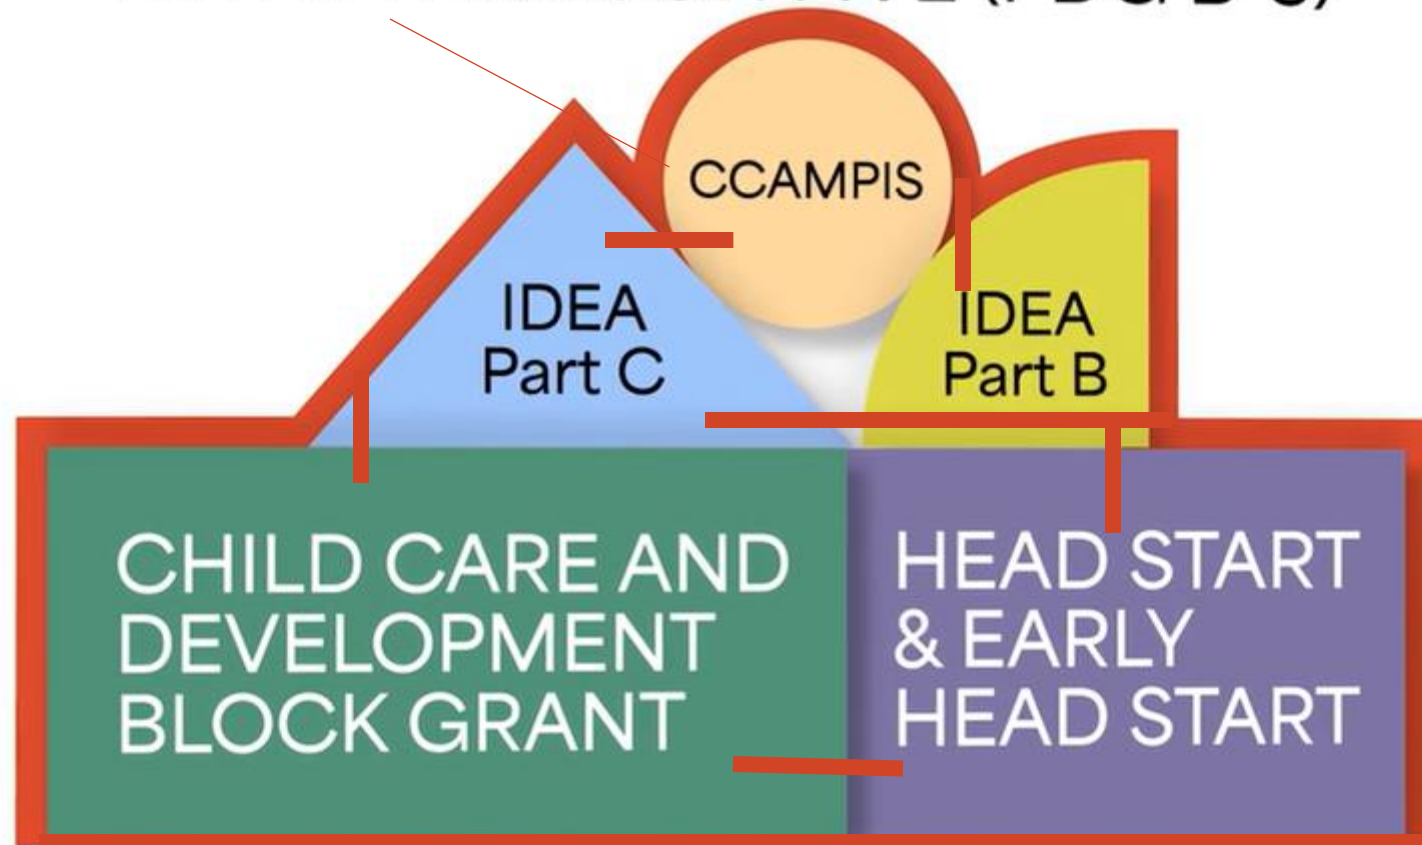 CCAMPIS
IDEA
Part C
IDEA
Part B
CHILD CARE AND
DEVELOPMENT
BLOCK GRANT
HEAD START
& EARLY
HEAD START